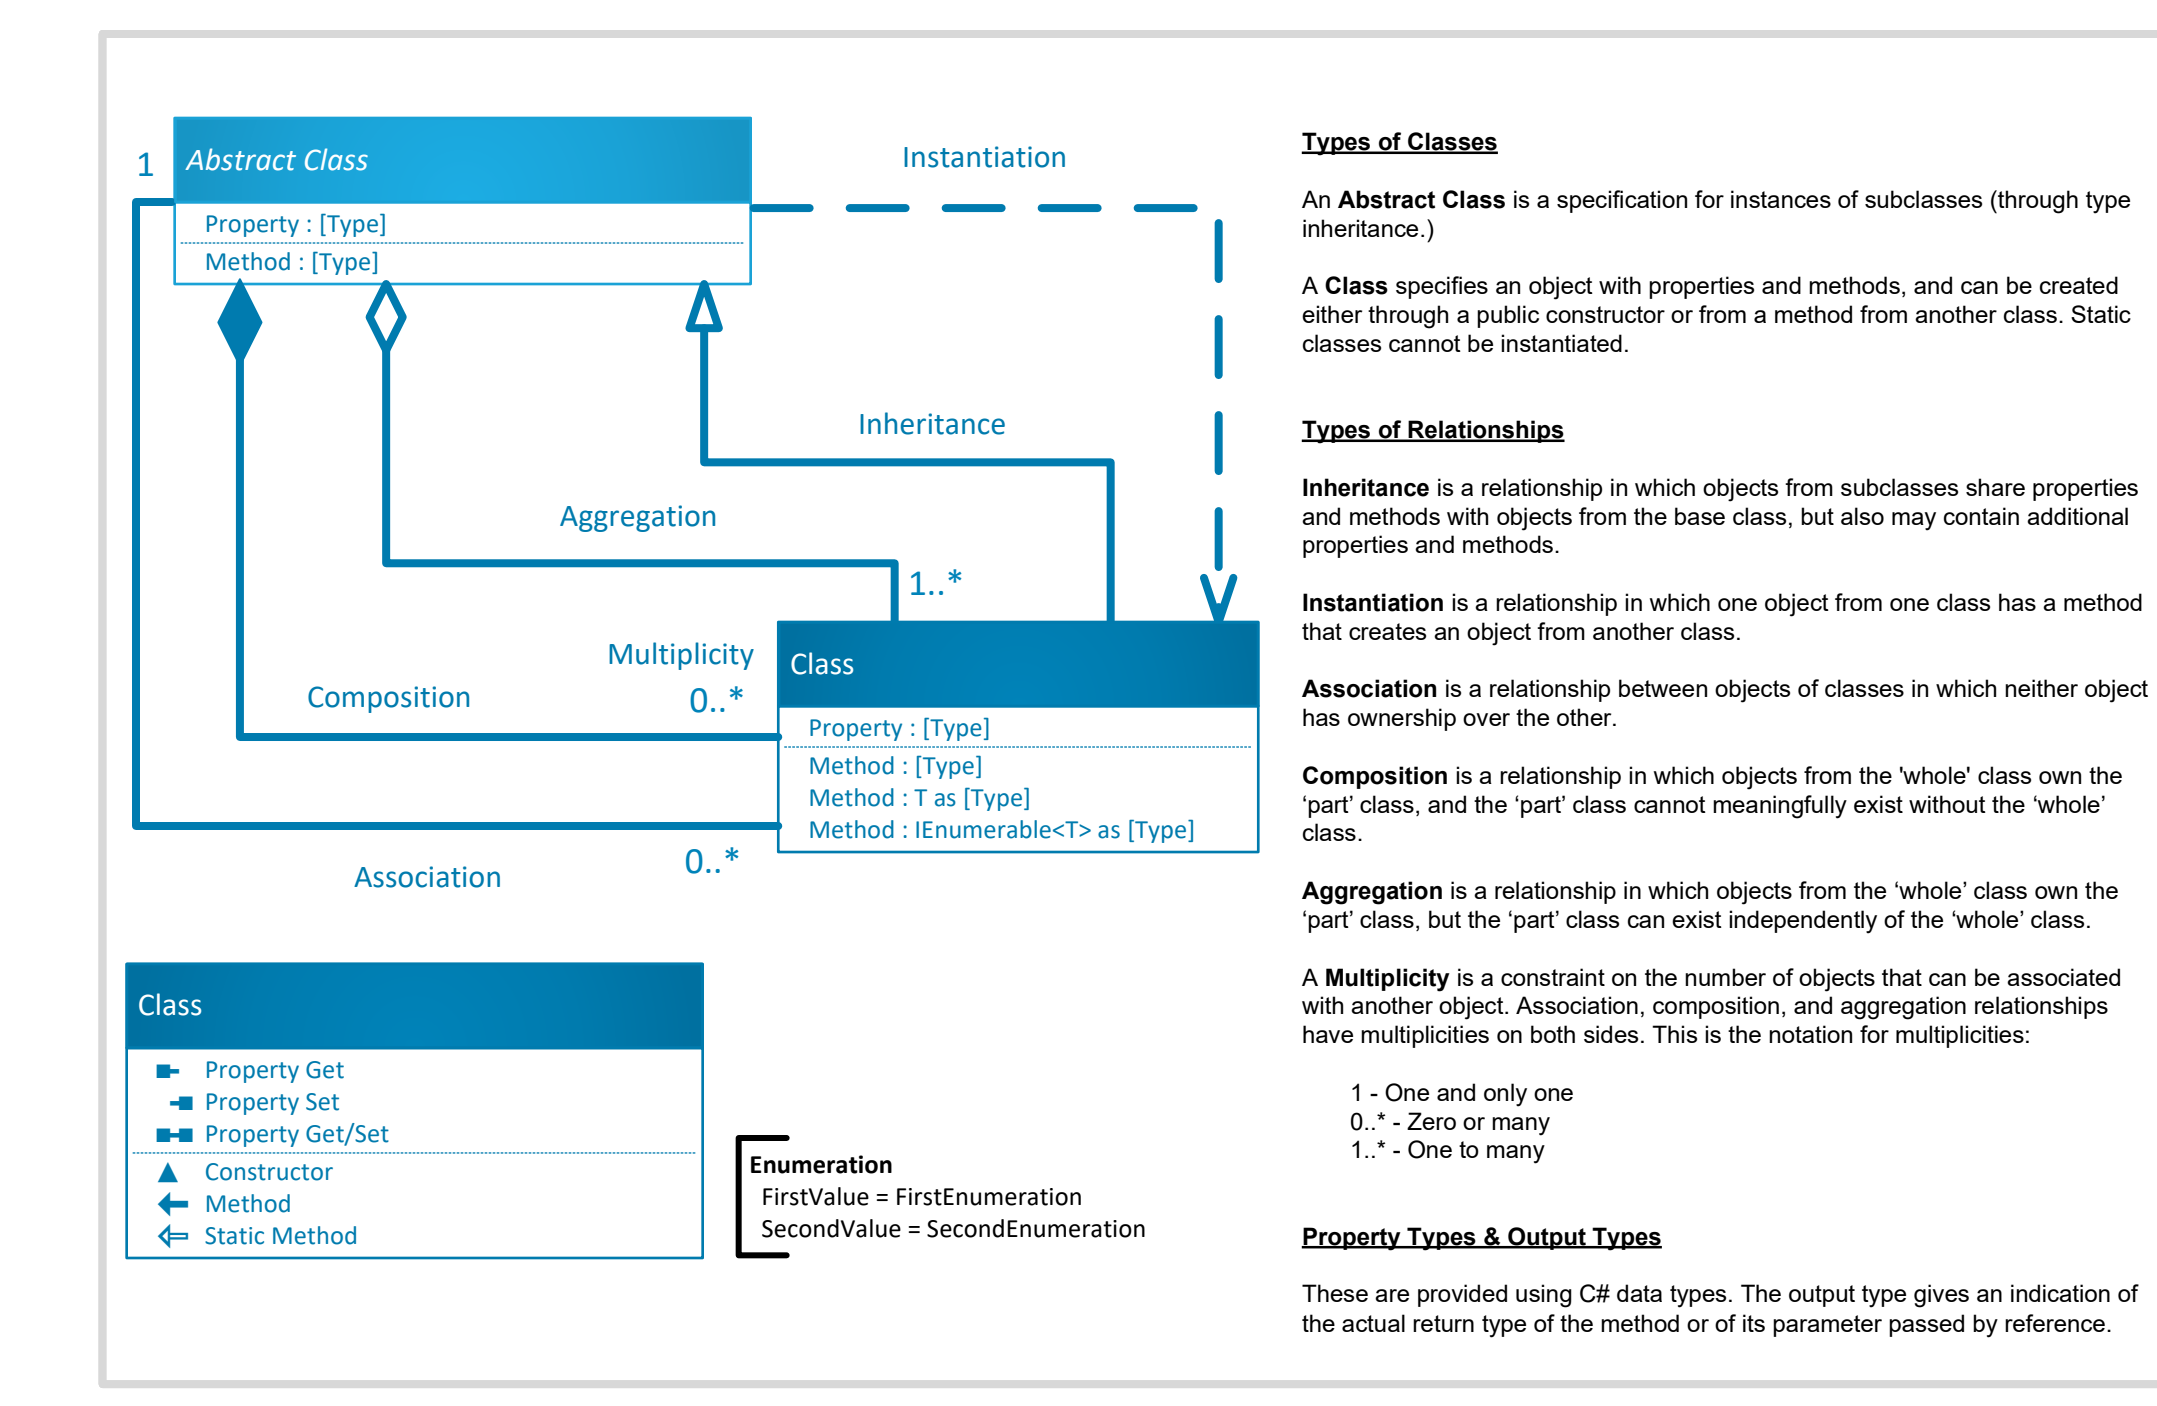 1
Abstract Class
Property : [Type]
Method : [Type]
Instantiation
Inheritance
Aggregation
1..*
Multiplicity
0..*
Composition
Class
Property : [Type]
Method : [Type]
Method : T as [Type]
Method : IEnumerable<T> as [Type]
0..*
Association
Class
Property Get
Property Set
Property Get/Set
Constructor
Method
Static Method
Enumeration
FirstValue = FirstEnumeration
SecondValue = SecondEnumeration
Types of Classes
An Abstract Class is a specification for instances of subclasses (through type
inheritance.)
A Class specifies an object with properties and methods, and can be created
either through a public constructor or from a method from another class. Static
classes cannot be instantiated.
Types of Relationships
Inheritance is a relationship in which objects from subclasses share properties
and methods with objects from the base class, but also may contain additional
properties and methods.
Instantiation is a relationship in which one object from one class has a method
that creates an object from another class.
Association is a relationship between objects of classes in which neither object
has ownership over the other.
Composition is a relationship in which objects from the 'whole' class own the
‘part’ class, and the ‘part’ class cannot meaningfully exist without the ‘whole’
class.
Aggregation is a relationship in which objects from the ‘whole’ class own the
‘part’ class, but the ‘part’ class can exist independently of the ‘whole’ class.
A Multiplicity is a constraint on the number of objects that can be associated
with another object. Association, composition, and aggregation relationships
have multiplicities on both sides. This is the notation for multiplicities:
1 - One and only one
0..* - Zero or many
1..* - One to many
Property Types & Output Types
These are provided using C# data types. The output type gives an indication of
the actual return type of the method or of its parameter passed by reference.